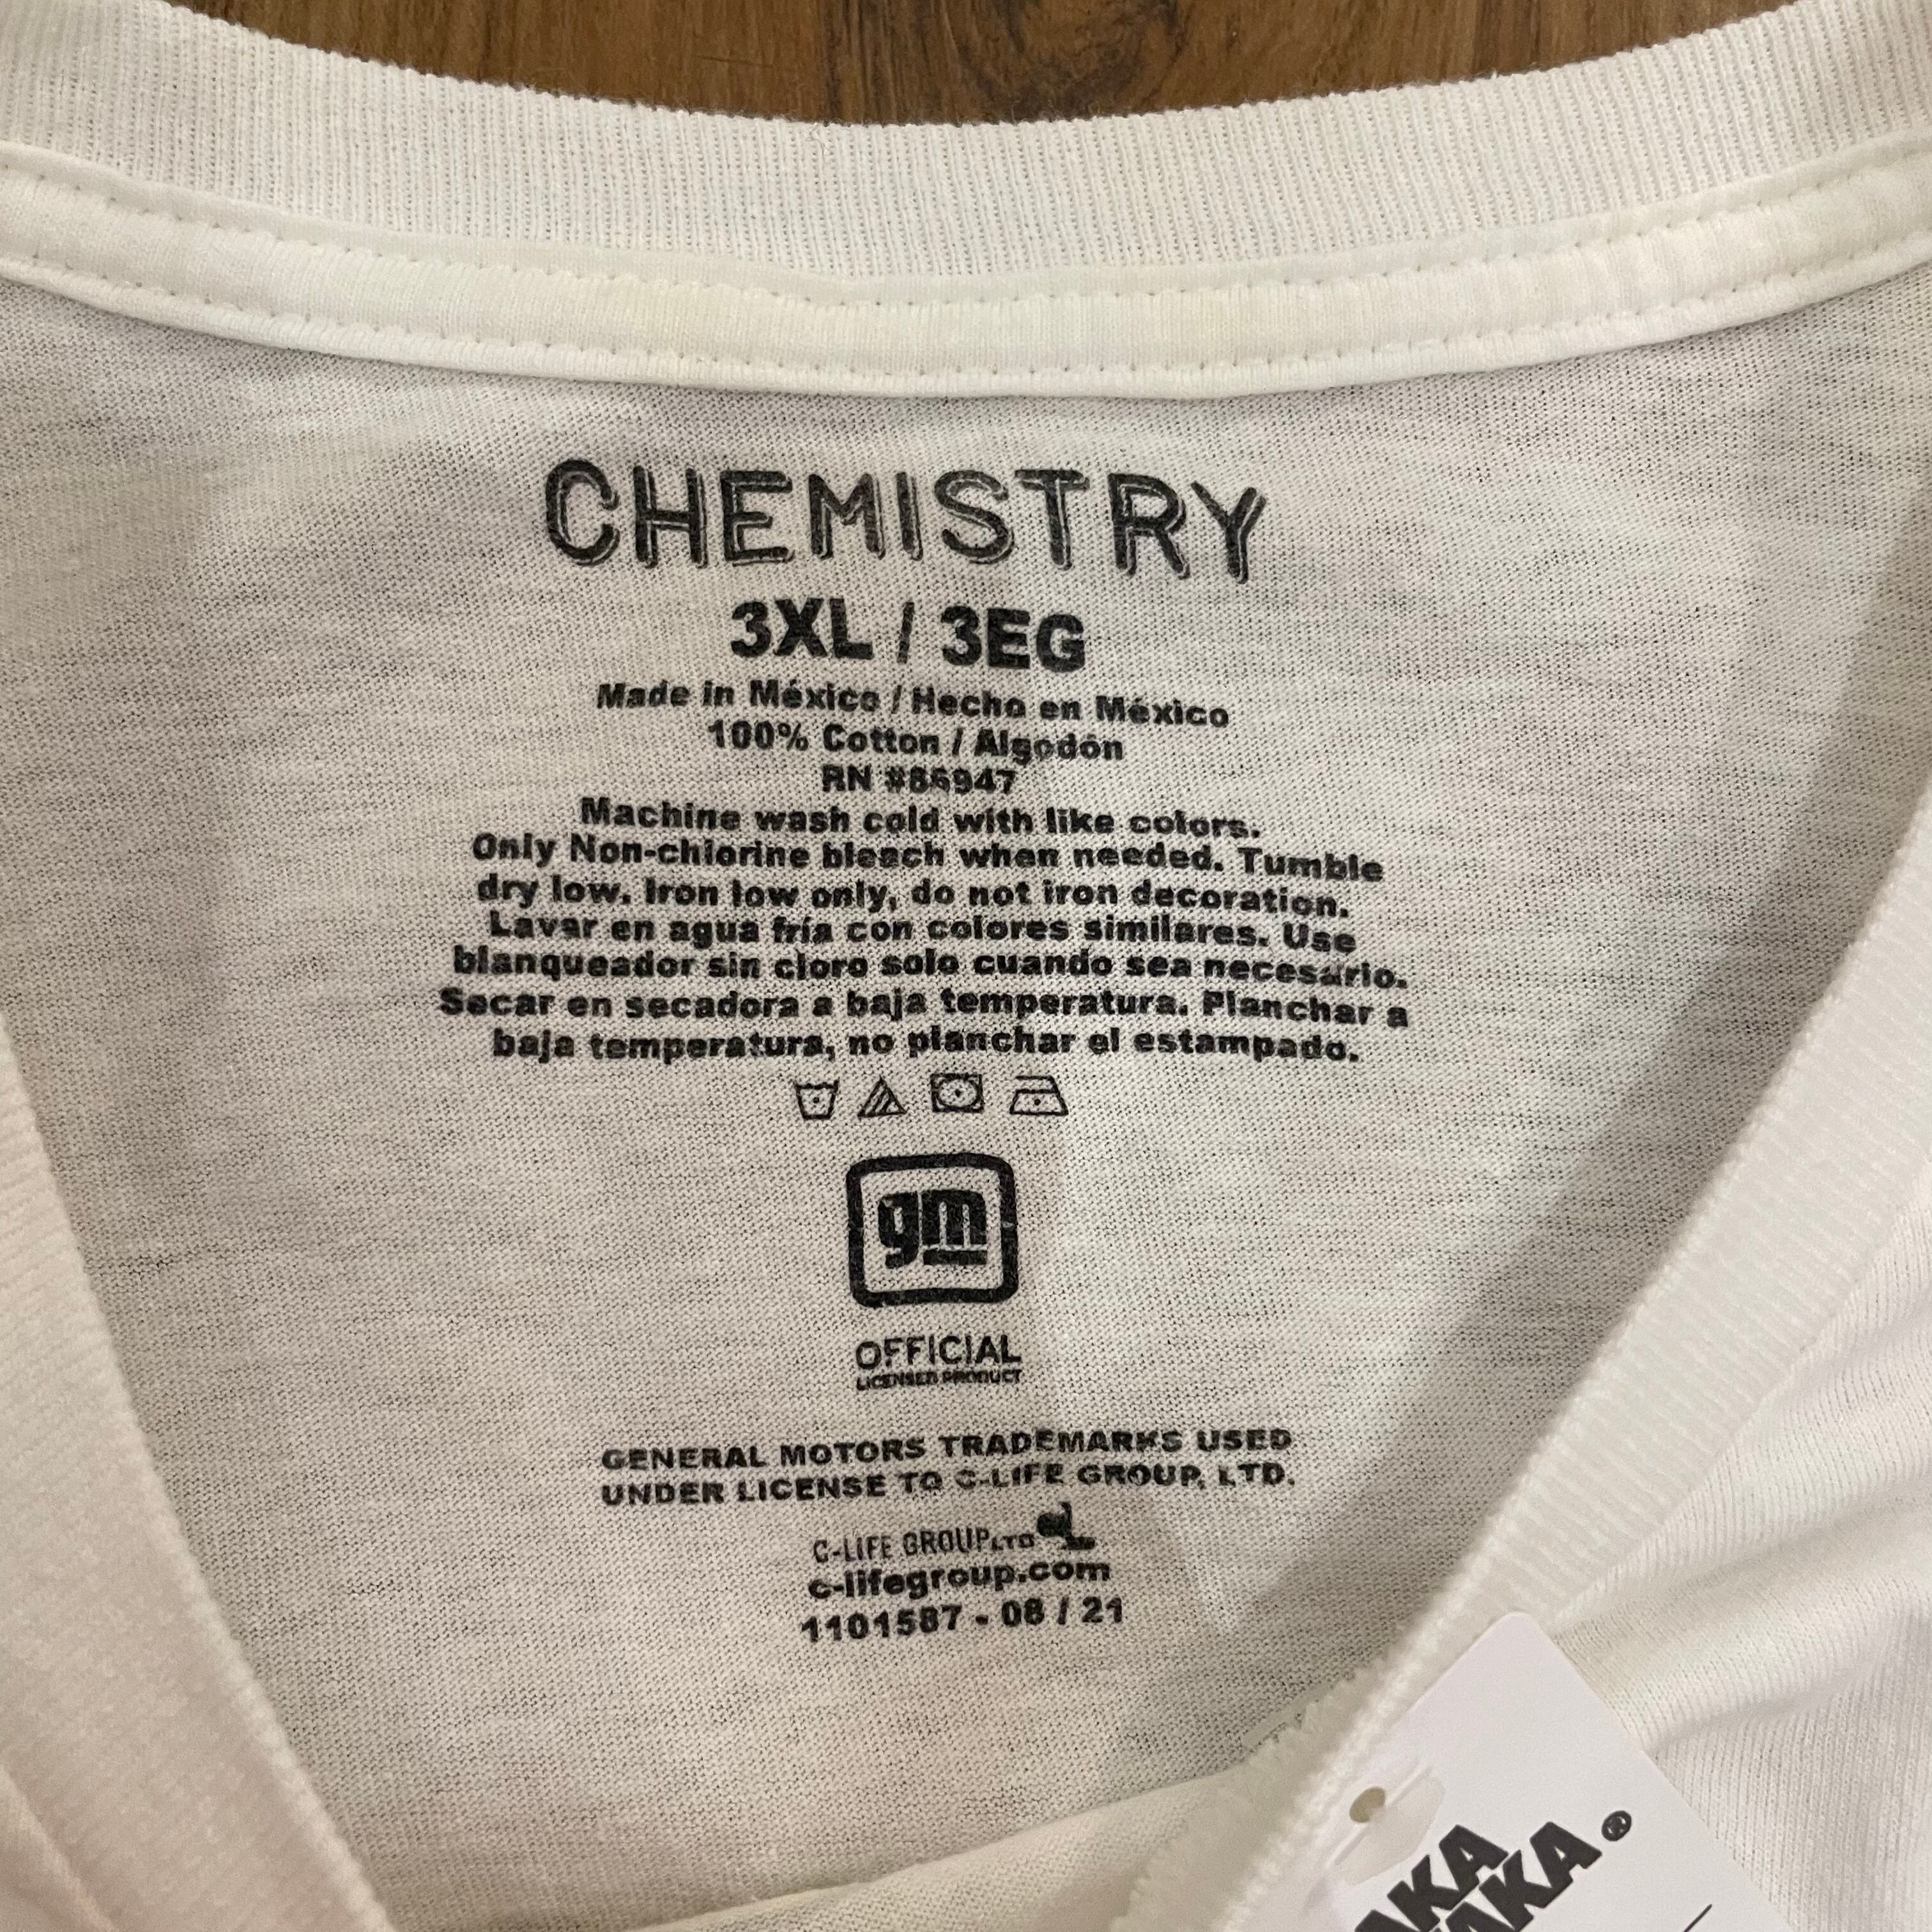 CHEMISTRY
3XL / 3EG
Made in México / Hecho en México
100% Cotton / Algodón
RN #86947
Machine wash cold with like colors.
Only Non-chlorine bleach when needed. Tumble
dry low. Iron low only, do not iron decoration.
Lavar en agua fría con colores similares. Use
blanqueador sin cloro solo cuando sea necesario.
Secar en secadora a baja temperatura. Planchar a
baja temperatura, no planchar el estampado.
gm
OFFICIAL
LICENSED PRODUCT
GENERAL MOTORS TRADEMARKS USED
UNDER LICENSE TO C-LIFE GROUP, LTD.
C-LIFE GROUP, LTD
c-lifegroup.com
1101587 - 08 / 21